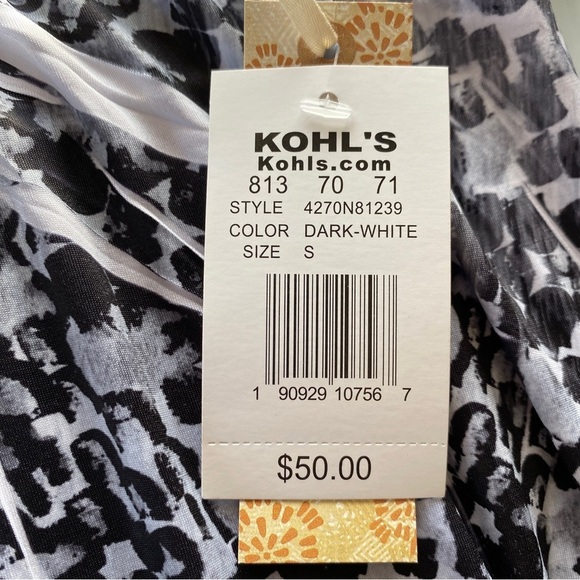 KOHL'S
Kohls.com
813 70 71
STYLE 4270N81239
COLOR DARK-WHITE
SIZE S
1 90929 10756 7
$50.00